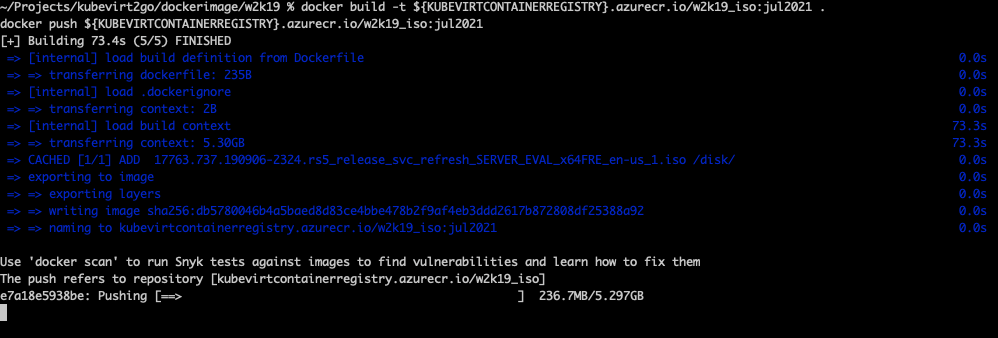 ~/Projects/kubevirt2go/dockerimage/w2k19 % docker build -t ${KUBEVIRTCONTAINERREGISTRY}.azurecr.io/w2k19_iso:jul2021 .
docker push ${KUBEVIRTCONTAINERREGISTRY}.azurecr.io/w2k19_iso:jul2021
[+] Building 73.4s (5/5) FINISHED
=> [internal] load build definition from Dockerfile 0.0s
=> => transferring dockerfile: 235B 0.0s
=> [internal] load .dockerignore 0.0s
=> => transferring context: 2B 0.0s
=> [internal] load build context 73.3s
=> => transferring context: 5.30GB 73.3s
=> CACHED [1/1] ADD 17763.737.190906-2324.rs5_release_svc_refresh_SERVER_EVAL_x64FRE_en-us_1.iso /disk/ 0.0s
=> exporting to image 0.0s
=> => exporting layers 0.0s
=> => writing image sha256:db5780046b4a5baed8d83ce4bbe478b2f9af4eb3ddd2617b872808df25388a92 0.0s
=> => naming to kubevirtcontainerregistry.azurecr.io/w2k19_iso:jul2021 0.0s
Use 'docker scan' to run Snyk tests against images to find vulnerabilities and learn how to fix them
The push refers to repository [kubevirtcontainerregistry.azurecr.io/w2k19_iso]
e7a18e5938be: Pushing [==> ] 236.7MB/5.297GB